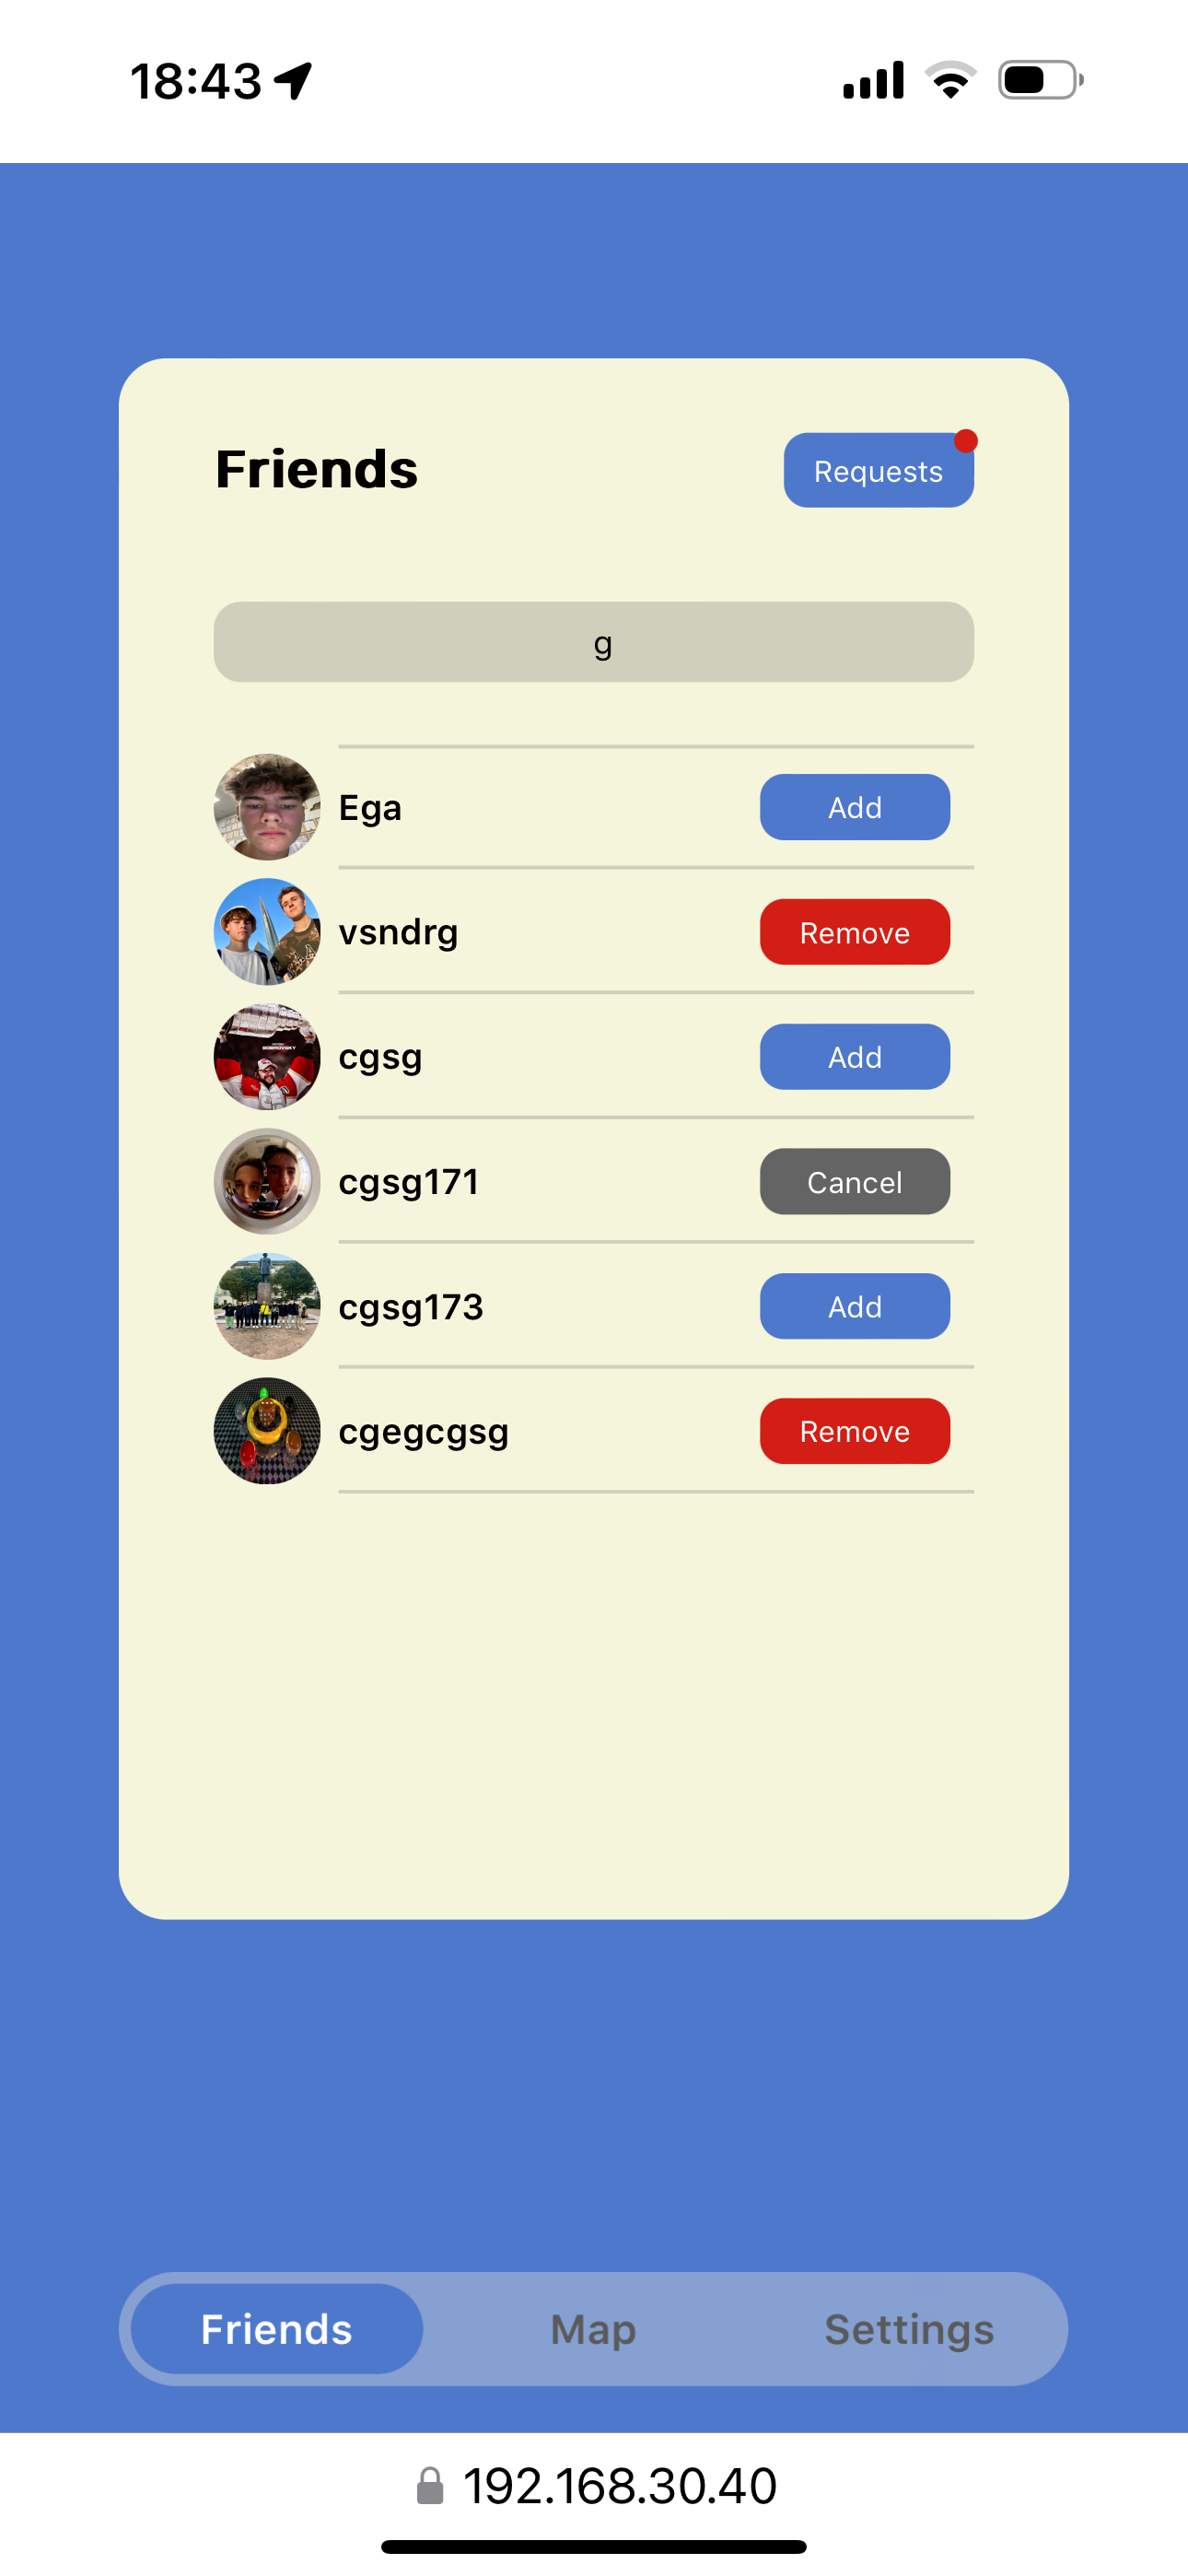 18:43
Friends
Requests
g
Ega
Add
vsndrg
Remove
BOBROVSKY
cgsg
Add
cgsg171
Cancel
cgsg173
Add
cgegcgsg
Remove
Friends
Map
Settings
192.168.30.40